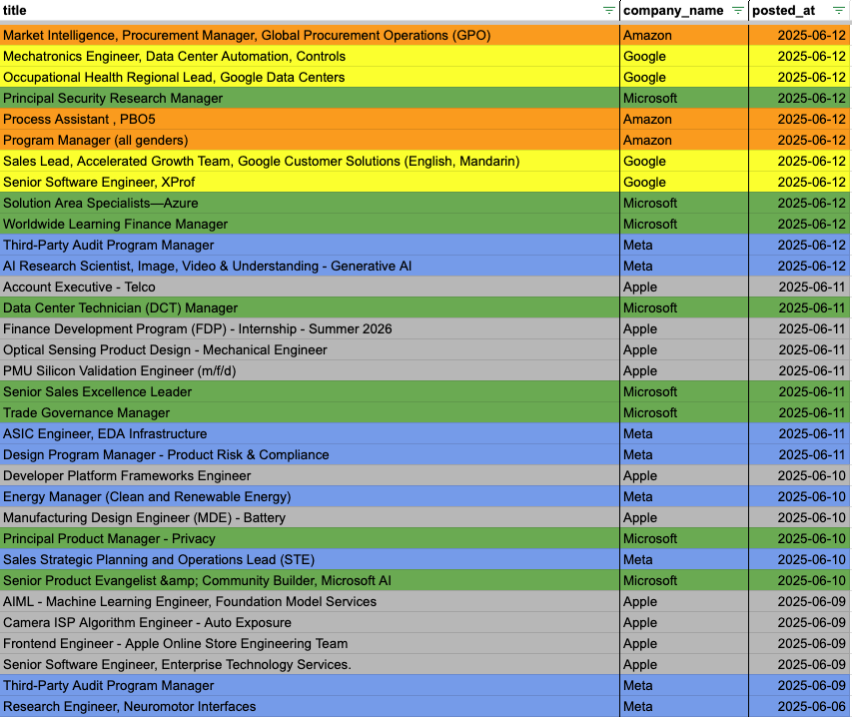 title company_name posted_at
Market Intelligence, Procurement Manager, Global Procurement Operations (GPO) Amazon 2025-06-12
Mechatronics Engineer, Data Center Automation, Controls Google 2025-06-12
Occupational Health Regional Lead, Google Data Centers Google 2025-06-12
Principal Security Research Manager Microsoft 2025-06-12
Process Assistant , PBO5 Amazon 2025-06-12
Program Manager (all genders) Amazon 2025-06-12
Sales Lead, Accelerated Growth Team, Google Customer Solutions (English, Mandarin) Google 2025-06-12
Senior Software Engineer, XProf Google 2025-06-12
Solution Area Specialists—Azure Microsoft 2025-06-12
Worldwide Learning Finance Manager Microsoft 2025-06-12
Third-Party Audit Program Manager Meta 2025-06-12
AI Research Scientist, Image, Video & Understanding - Generative AI Meta 2025-06-12
Account Executive - Telco Apple 2025-06-11
Data Center Technician (DCT) Manager Microsoft 2025-06-11
Finance Development Program (FDP) - Internship - Summer 2026 Apple 2025-06-11
Optical Sensing Product Design - Mechanical Engineer Apple 2025-06-11
PMU Silicon Validation Engineer (m/f/d) Apple 2025-06-11
Senior Sales Excellence Leader Microsoft 2025-06-11
Trade Governance Manager Microsoft 2025-06-11
ASIC Engineer, EDA Infrastructure Meta 2025-06-11
Design Program Manager - Product Risk & Compliance Meta 2025-06-11
Developer Platform Frameworks Engineer Apple 2025-06-10
Energy Manager (Clean and Renewable Energy) Meta 2025-06-10
Manufacturing Design Engineer (MDE) - Battery Apple 2025-06-10
Principal Product Manager - Privacy Microsoft 2025-06-10
Sales Strategic Planning and Operations Lead (STE) Meta 2025-06-10
Senior Product Evangelist &amp; Community Builder, Microsoft AI Microsoft 2025-06-10
AIML - Machine Learning Engineer, Foundation Model Services Apple 2025-06-09
Camera ISP Algorithm Engineer - Auto Exposure Apple 2025-06-09
Frontend Engineer - Apple Online Store Engineering Team Apple 2025-06-09
Senior Software Engineer, Enterprise Technology Services. Apple 2025-06-09
Third-Party Audit Program Manager Meta 2025-06-09
Research Engineer, Neuromotor Interfaces Meta 2025-06-06